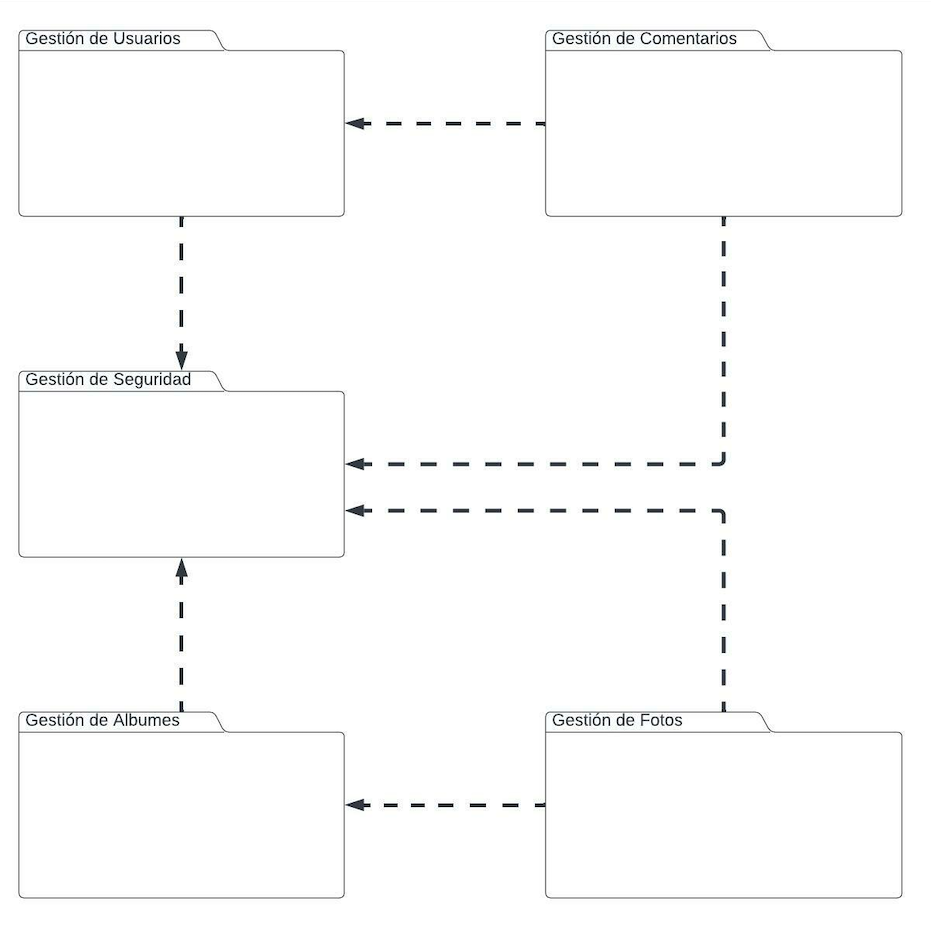 Gestión de Usuarios
Gestión de Comentarios
Gestión de Seguridad
Gestión de Albumes
Gestión de Fotos